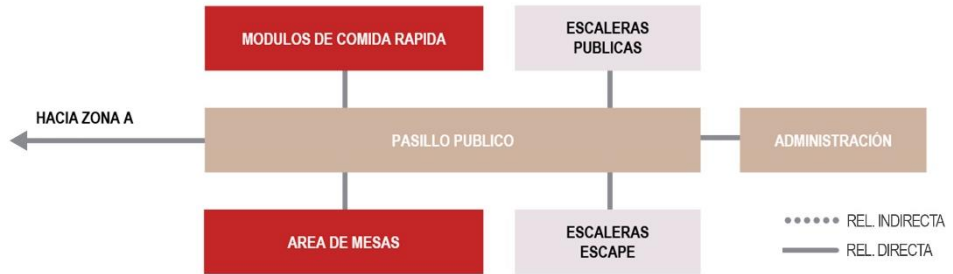 MODULOS DE COMIDA RAPIDA
ESCALERAS
PUBLICAS
HACIA ZONA A
PASILLO PUBLICO
ADMINISTRACIÓN
AREA DE MESAS
ESCALERAS
ESCAPE
REL. INDIRECTA
REL. DIRECTA